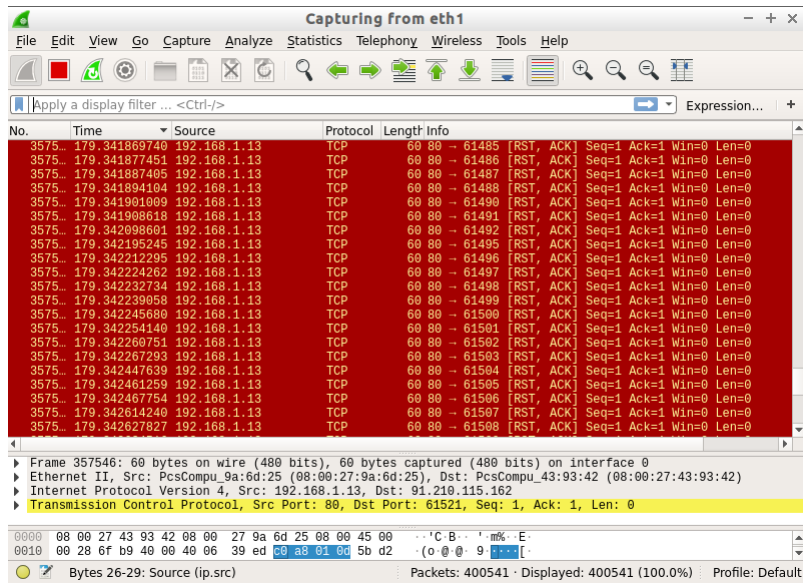 Capturing from eth1
File Edit View Go Capture Analyze Statistics Telephony Wireless Tools Help
Apply a display filter ... <Ctrl-/> Expression... +
No. Time Source Protocol Length Info
3575… 179.341869740 192.168.1.13 TCP 60 80 → 61485 [RST, ACK] Seq=1 Ack=1 Win=0 Len=0
3575… 179.341877451 192.168.1.13 TCP 60 80 → 61486 [RST, ACK] Seq=1 Ack=1 Win=0 Len=0
3575… 179.341887405 192.168.1.13 TCP 60 80 → 61487 [RST, ACK] Seq=1 Ack=1 Win=0 Len=0
3575… 179.341894104 192.168.1.13 TCP 60 80 → 61488 [RST, ACK] Seq=1 Ack=1 Win=0 Len=0
3575… 179.341901009 192.168.1.13 TCP 60 80 → 61490 [RST, ACK] Seq=1 Ack=1 Win=0 Len=0
3575… 179.341908618 192.168.1.13 TCP 60 80 → 61491 [RST, ACK] Seq=1 Ack=1 Win=0 Len=0
3575… 179.342098601 192.168.1.13 TCP 60 80 → 61492 [RST, ACK] Seq=1 Ack=1 Win=0 Len=0
3575… 179.342195245 192.168.1.13 TCP 60 80 → 61495 [RST, ACK] Seq=1 Ack=1 Win=0 Len=0
3575… 179.342212295 192.168.1.13 TCP 60 80 → 61496 [RST, ACK] Seq=1 Ack=1 Win=0 Len=0
3575… 179.342224262 192.168.1.13 TCP 60 80 → 61497 [RST, ACK] Seq=1 Ack=1 Win=0 Len=0
3575… 179.342232734 192.168.1.13 TCP 60 80 → 61498 [RST, ACK] Seq=1 Ack=1 Win=0 Len=0
3575… 179.342239058 192.168.1.13 TCP 60 80 → 61499 [RST, ACK] Seq=1 Ack=1 Win=0 Len=0
3575… 179.342245680 192.168.1.13 TCP 60 80 → 61500 [RST, ACK] Seq=1 Ack=1 Win=0 Len=0
3575… 179.342254140 192.168.1.13 TCP 60 80 → 61501 [RST, ACK] Seq=1 Ack=1 Win=0 Len=0
3575… 179.342260751 192.168.1.13 TCP 60 80 → 61502 [RST, ACK] Seq=1 Ack=1 Win=0 Len=0
3575… 179.342267293 192.168.1.13 TCP 60 80 → 61503 [RST, ACK] Seq=1 Ack=1 Win=0 Len=0
3575… 179.342447639 192.168.1.13 TCP 60 80 → 61504 [RST, ACK] Seq=1 Ack=1 Win=0 Len=0
3575… 179.342461259 192.168.1.13 TCP 60 80 → 61505 [RST, ACK] Seq=1 Ack=1 Win=0 Len=0
3575… 179.342467754 192.168.1.13 TCP 60 80 → 61506 [RST, ACK] Seq=1 Ack=1 Win=0 Len=0
3575… 179.342614240 192.168.1.13 TCP 60 80 → 61507 [RST, ACK] Seq=1 Ack=1 Win=0 Len=0
3575… 179.342627827 192.168.1.13 TCP 60 80 → 61508 [RST, ACK] Seq=1 Ack=1 Win=0 Len=0
Frame 357546: 60 bytes on wire (480 bits), 60 bytes captured (480 bits) on interface 0
Ethernet II, Src: PcsCompu_9a:6d:25 (08:00:27:9a:6d:25), Dst: PcsCompu_43:93:42 (08:00:27:43:93:42)
Internet Protocol Version 4, Src: 192.168.1.13, Dst: 91.210.115.162
Transmission Control Protocol, Src Port: 80, Dst Port: 61521, Seq: 1, Ack: 1, Len: 0
0000 08 00 27 43 93 42 08 00 27 9a 6d 25 08 00 45 00 ··'C·B·· '·m%··E·
0010 00 28 6f b9 40 00 40 06 39 ed c0 a8 01 0d 5b d2 ·(o·@·@· 9·····[·
Bytes 26-29: Source (ip.src) Packets: 400541 · Displayed: 400541 (100.0%) Profile: Default